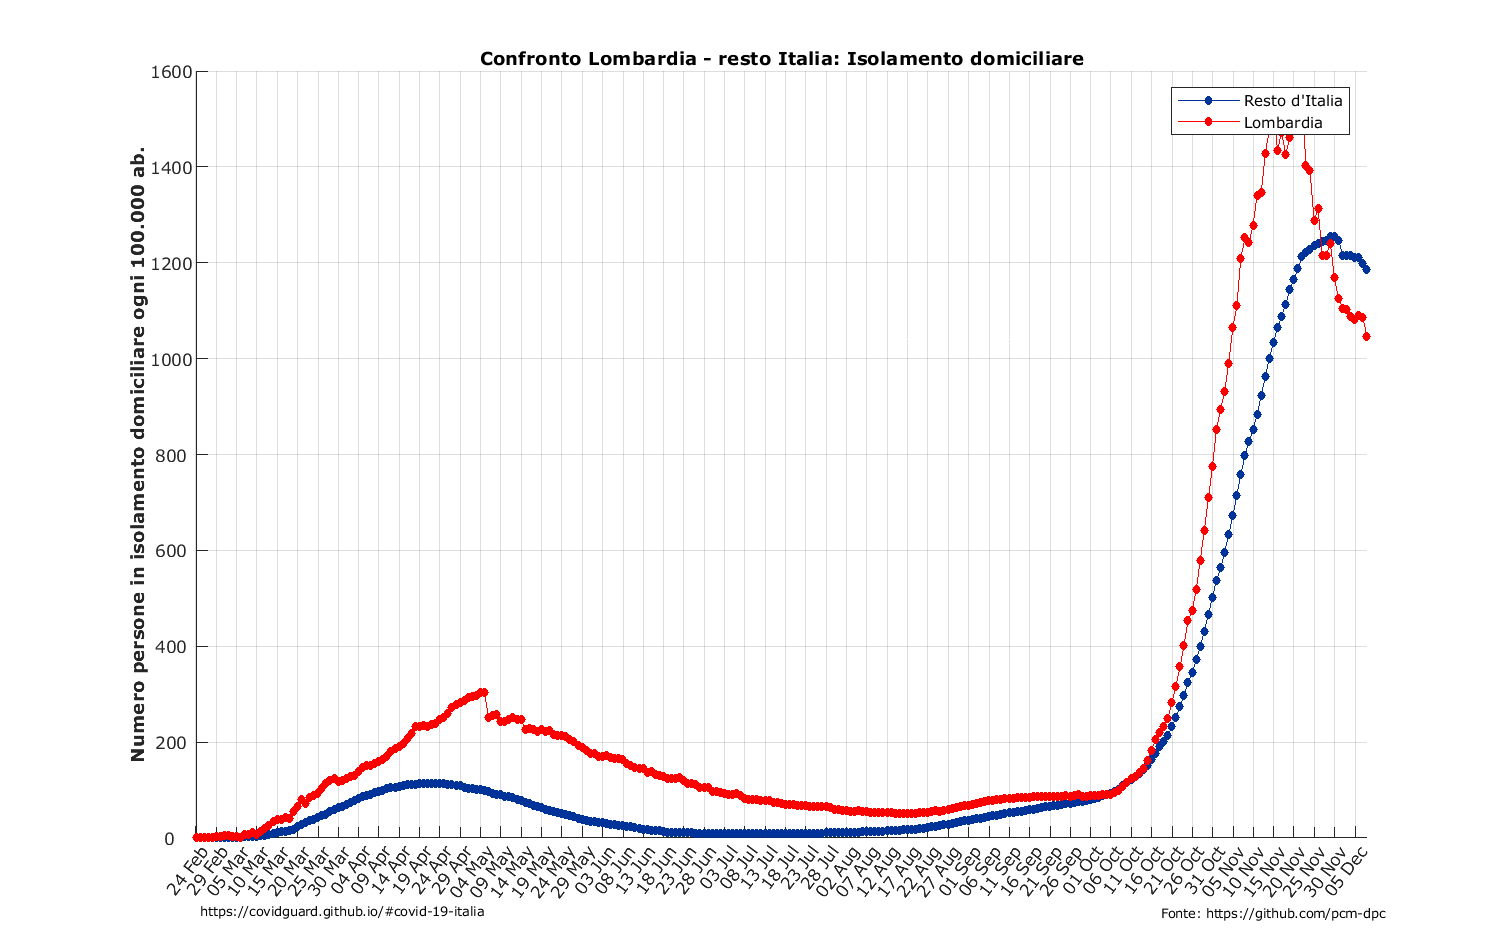 Confronto Lombardia - resto Italia: Isolamento domiciliare
Resto d'Italia
Lombardia
Numero persone in isolamento domiciliare ogni 100.000 ab.
1600
1400
1200
1000
800
600
400
200
0
24 Feb
29 Feb
05 Mar
10 Mar
15 Mar
20 Mar
25 Mar
30 Mar
04 Apr
09 Apr
14 Apr
19 Apr
24 Apr
29 Apr
04 May
09 May
14 May
19 May
24 May
29 May
03 Jun
08 Jun
13 Jun
18 Jun
23 Jun
28 Jun
03 Jul
08 Jul
13 Jul
18 Jul
23 Jul
28 Jul
02 Aug
07 Aug
12 Aug
17 Aug
22 Aug
27 Aug
01 Sep
06 Sep
11 Sep
16 Sep
21 Sep
26 Sep
01 Oct
06 Oct
11 Oct
16 Oct
21 Oct
26 Oct
31 Oct
05 Nov
10 Nov
15 Nov
20 Nov
25 Nov
30 Nov
05 Dec
https://covidguard.github.io/#covid-19-italia
Fonte: https://github.com/pcm-dpc